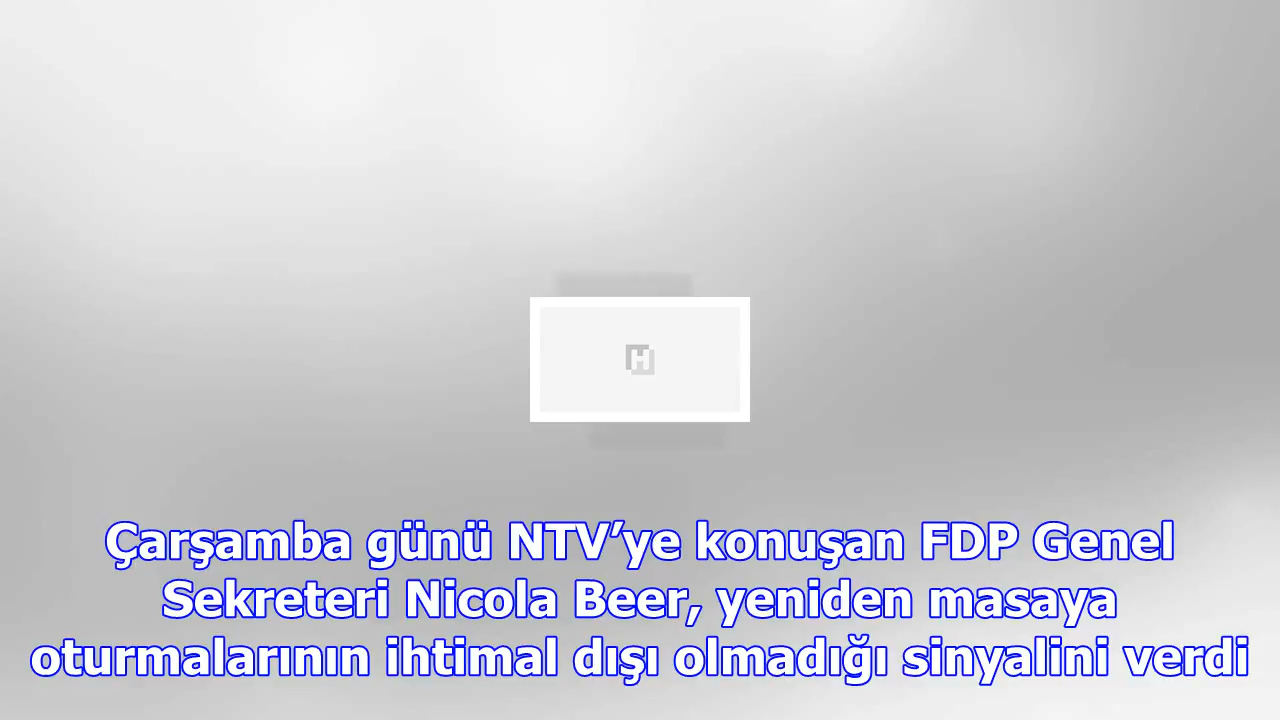 H
Çarşamba günü NTV’ye konuşan FDP Genel
Sekreteri Nicola Beer, yeniden masaya
oturmalarının ihtimal dışı olmadığı sinyalini verdi